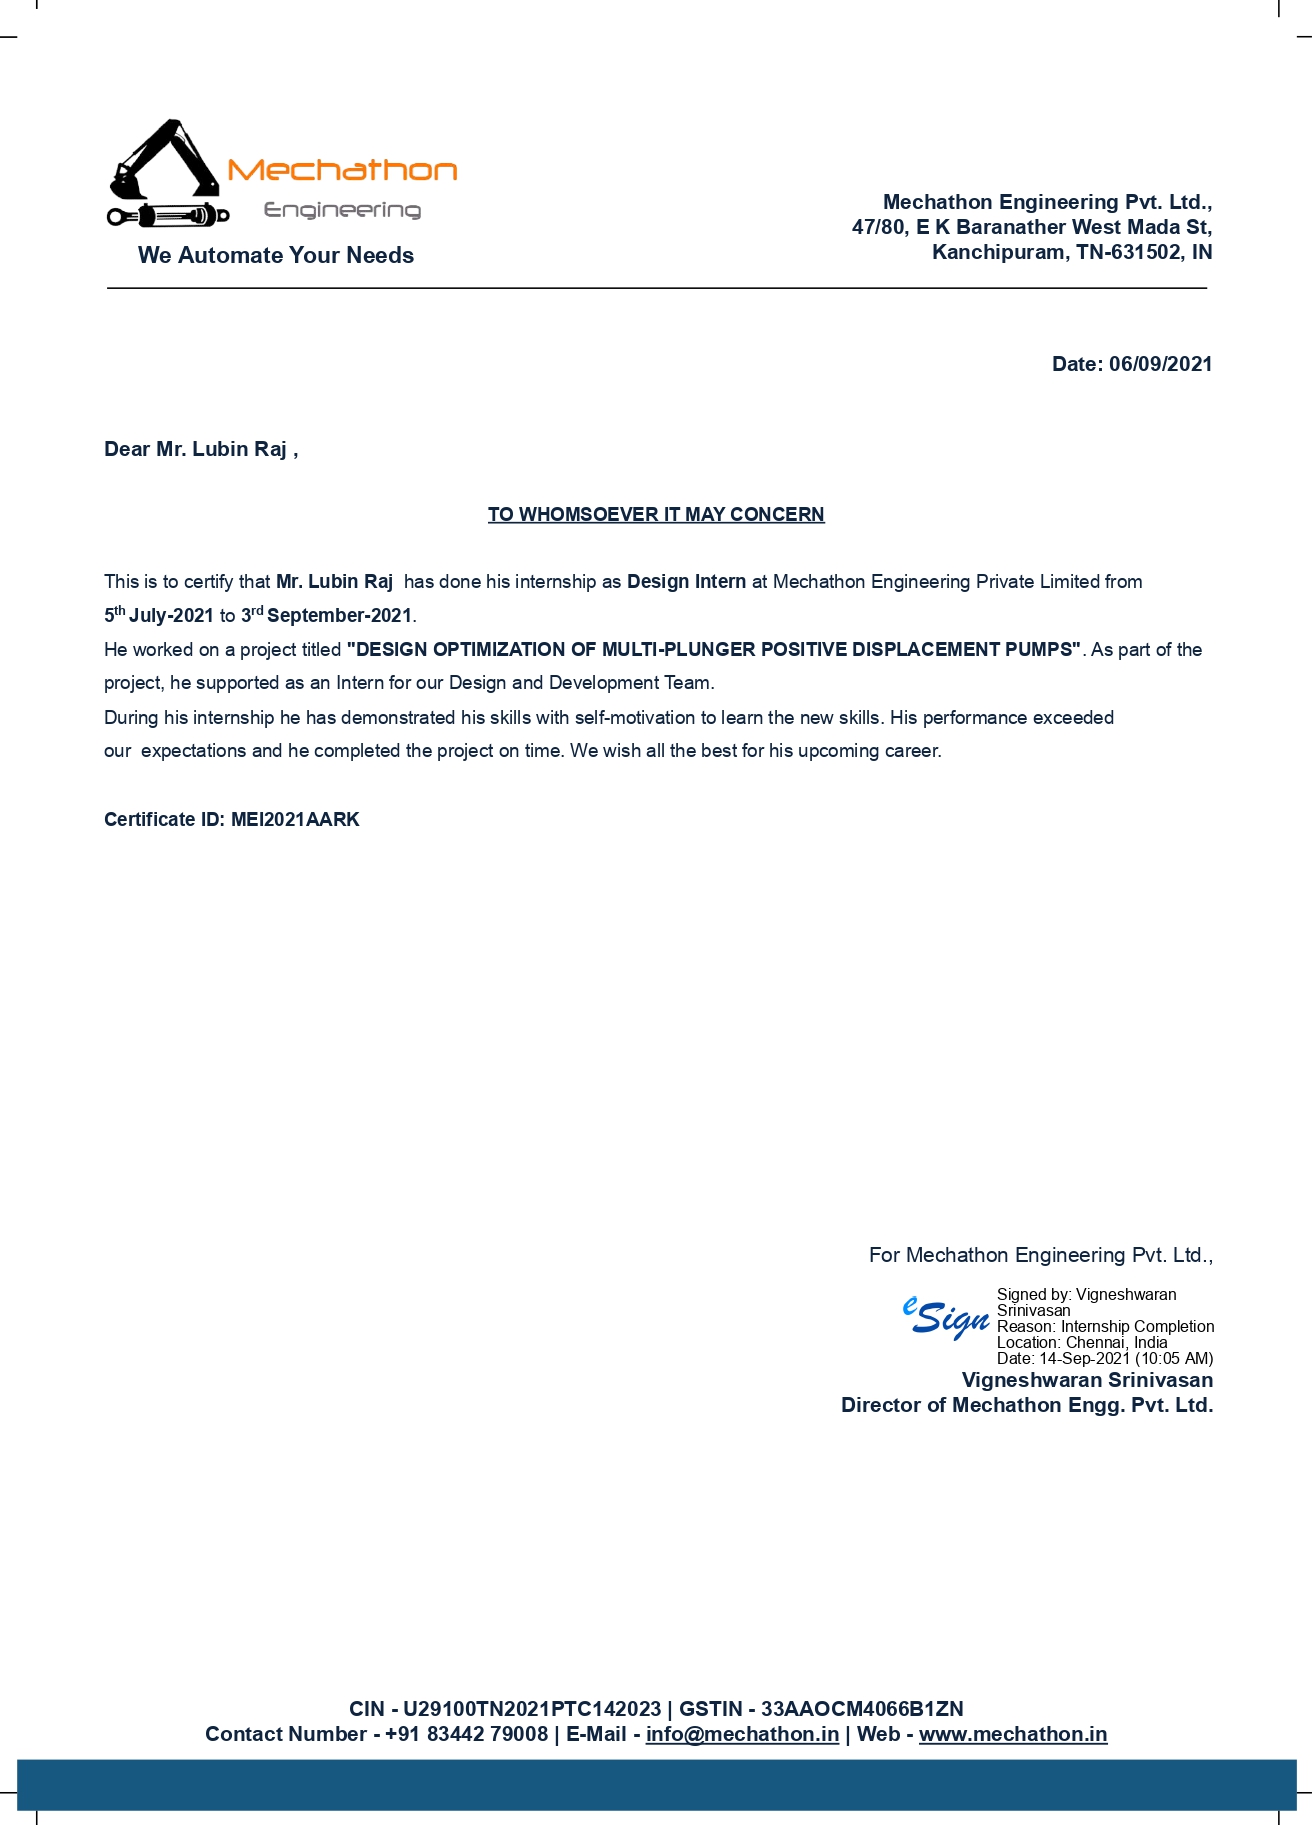 Mechathon
Engineering
We Automate Your Needs
Mechathon Engineering Pvt. Ltd.,
47/80, E K Baranather West Mada St,
Kanchipuram, TN-631502, IN
Date: 06/09/2021
Dear Mr. Lubin Raj ,
TO WHOMSOEVER IT MAY CONCERN
This is to certify that Mr. Lubin Raj  has done his internship as Design Intern at Mechathon Engineering Private Limited from
5th July-2021 to 3rd September-2021.
He worked on a project titled "DESIGN OPTIMIZATION OF MULTI-PLUNGER POSITIVE DISPLACEMENT PUMPS". As part of the
project, he supported as an Intern for our Design and Development Team.
During his internship he has demonstrated his skills with self-motivation to learn the new skills. His performance exceeded
our  expectations and he completed the project on time. We wish all the best for his upcoming career.
Certificate ID: MEI2021AARK
For Mechathon Engineering Pvt. Ltd.,
eSign
Signed by: Vigneshwaran
Srinivasan
Reason: Internship Completion
Location: Chennai, India
Date: 14-Sep-2021 (10:05 AM)
Vigneshwaran Srinivasan
Director of Mechathon Engg. Pvt. Ltd.
CIN - U29100TN2021PTC142023 | GSTIN - 33AAOCM4066B1ZN
Contact Number - +91 83442 79008 | E-Mail - info@mechathon.in | Web - www.mechathon.in